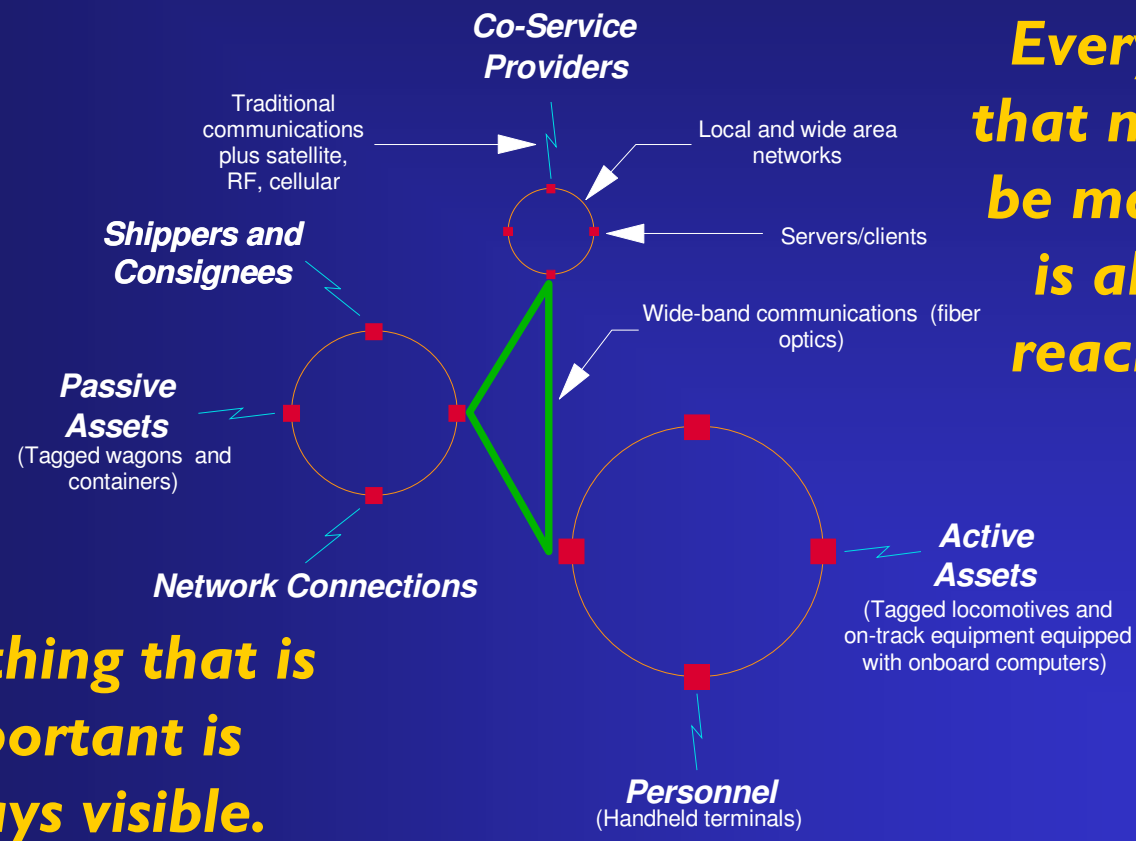 Co-Service
Providers
Traditional
communications
plus satellite,
RF, cellular
Local and wide area
networks
Servers/clients
Shippers and
Consignees
Wide-band communications (fiber
optics)
Passive
Assets
(Tagged wagons and
containers)
Network Connections
Active
Assets
(Tagged locomotives and
on-track equipment equipped
with onboard computers)
Personnel
(Handheld terminals)
Every
that m
be m
is al
reac
thing that is
portant is
ys visible.